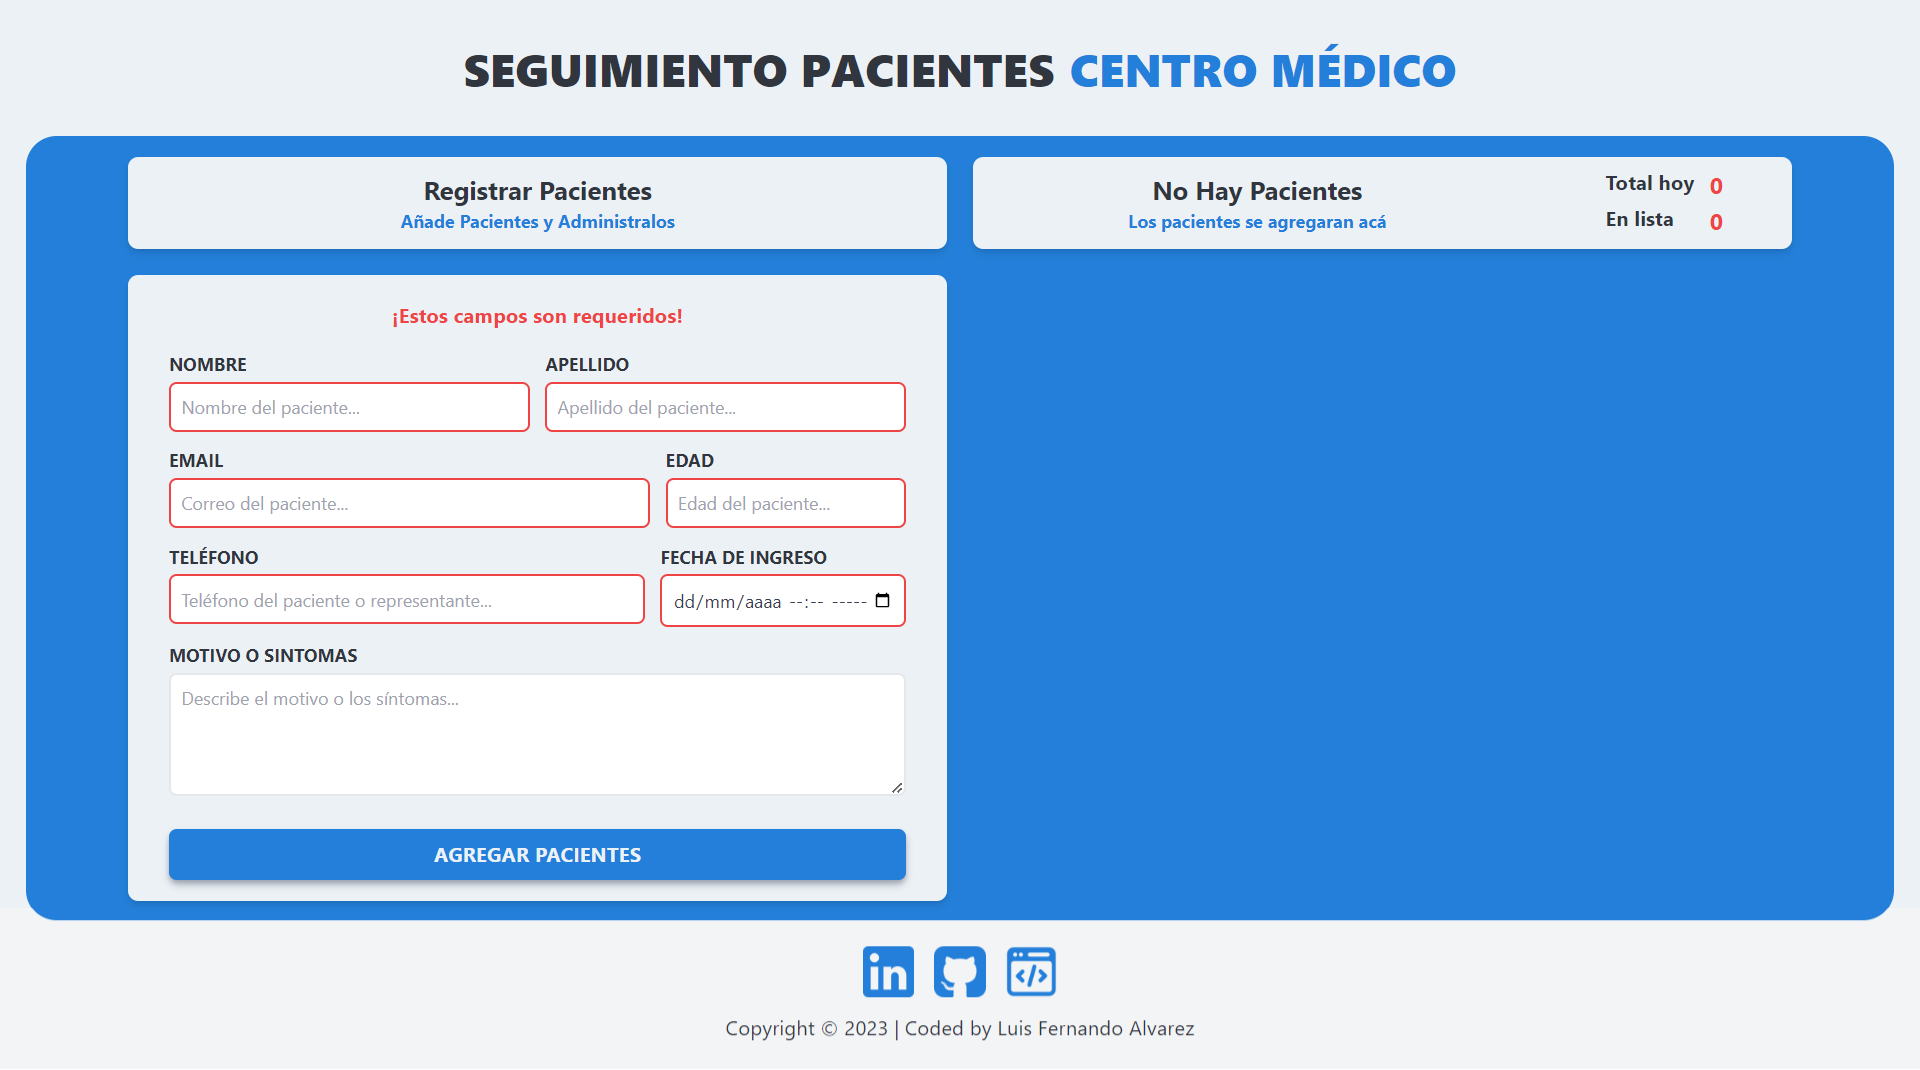 SEGUIMIENTO PACIENTES CENTRO MÉDICO
Registrar Pacientes
Añade Pacientes y Administralos
No Hay Pacientes
Los pacientes se agregaran acá
Total hoy 0
En lista 0
¡Estos campos son requeridos!
NOMBRE
Nombre del paciente...
APELLIDO
Apellido del paciente...
EMAIL
Correo del paciente...
EDAD
Edad del paciente...
TELÉFONO
Teléfono del paciente o representante...
FECHA DE INGRESO
dd/mm/aaaa --:-- -----
MOTIVO O SINTOMAS
Describe el motivo o los síntomas...
AGREGAR PACIENTES
in
</>
Copyright © 2023 | Coded by Luis Fernando Alvarez